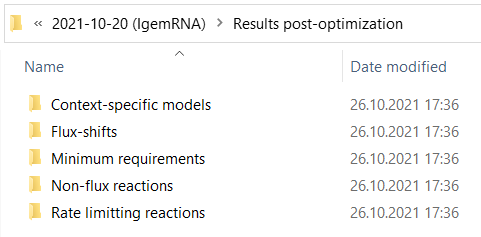 « 2021-10-20 (IgemRNA) > Results post-optimization
Name Date modified
Context-specific models 26.10.2021 17:36
Flux-shifts 26.10.2021 17:36
Minimum requirements 26.10.2021 17:36
Non-flux reactions 26.10.2021 17:36
Rate limitting reactions 26.10.2021 17:36